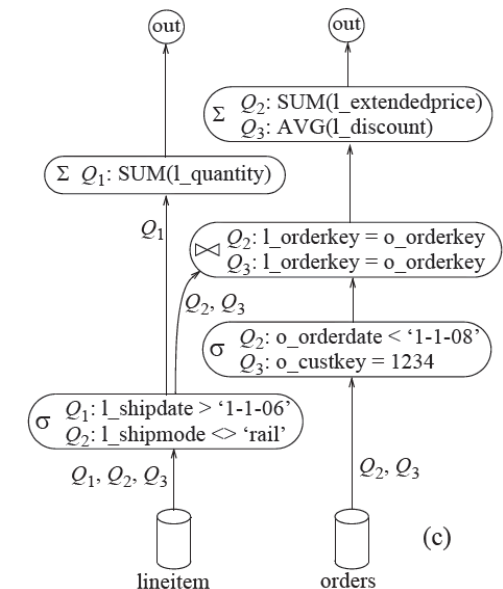 out
out
Σ Q₂: SUM(l_extendedprice)
Q₃: AVG(l_discount)
Σ Q₁: SUM(l_quantity)
Q₁
⋈ Q₂: l_orderkey = o_orderkey
Q₃: l_orderkey = o_orderkey
Q₂, Q₃
σ Q₂: o_orderdate < ‘1-1-08’
Q₃: o_custkey = 1234
σ Q₁: l_shipdate > ‘1-1-06’
Q₂: l_shipmode <> ‘rail’
Q₁, Q₂, Q₃
Q₂, Q₃
(c)
lineitem
orders